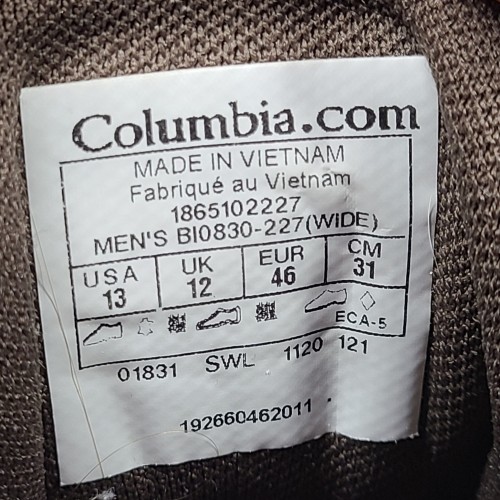 Columbia.com
MADE IN VIETNAM
Fabriqué au Vietnam
1865102227
MEN'S BI0830-227(WIDE)
USA UK EUR CM
13 12 46 31
ECA-5
01831 SWL 1120 121
192660462011